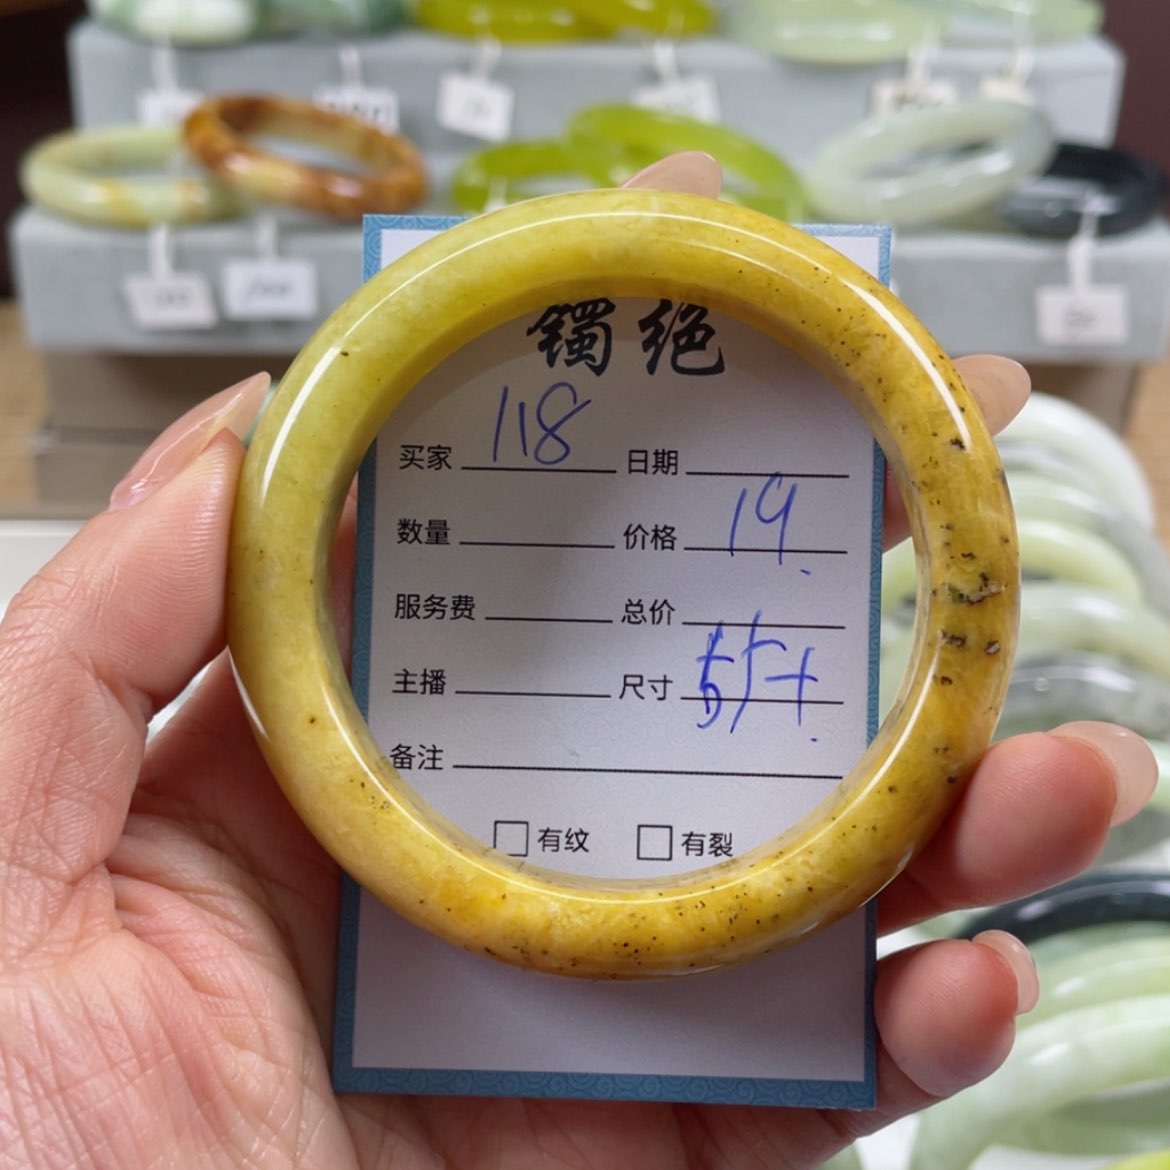 镯绝
买家 118 日期
数量 价格 19.
服务费 总价
主播 尺寸
备注
□有纹 □有裂